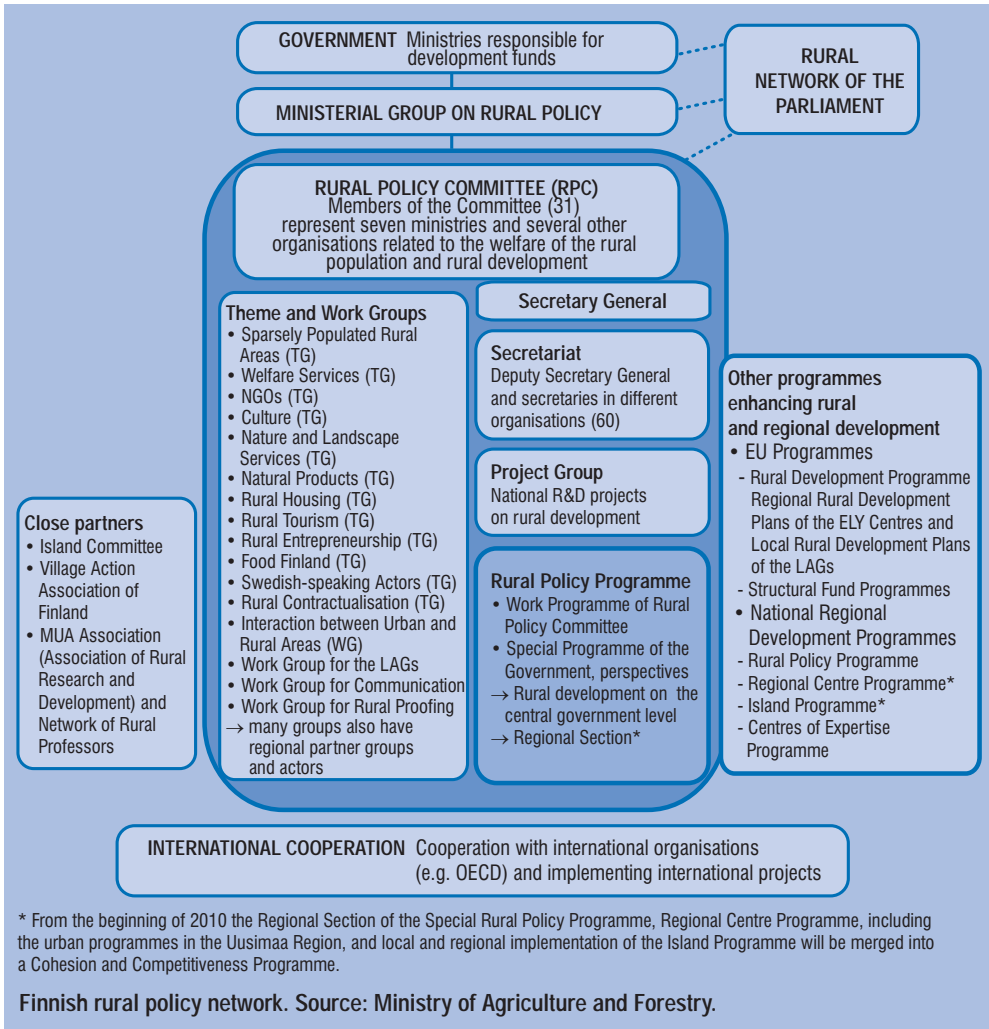 GOVERNMENT Ministries responsible for
development funds
RURAL
NETWORK OF THE
PARLIAMENT
MINISTERIAL GROUP ON RURAL POLICY
RURAL POLICY COMMITTEE (RPC)
Members of the Committee (31)
represent seven ministries and several other
organisations related to the welfare of the rural
population and rural development
Theme and Work Groups
• Sparsely Populated Rural
Areas (TG)
• Welfare Services (TG)
• NGOs (TG)
• Culture (TG)
• Nature and Landscape
Services (TG)
• Natural Products (TG)
• Rural Housing (TG)
• Rural Tourism (TG)
• Rural Entrepreneurship (TG)
• Food Finland (TG)
• Swedish-speaking Actors (TG)
• Rural Contractualisation (TG)
• Interaction between Urban and
Rural Areas (WG)
• Work Group for the LAGs
• Work Group for Communication
• Work Group for Rural Proofing
→ many groups also have
regional partner groups
and actors
Secretary General
Secretariat
Deputy Secretary General
and secretaries in different
organisations (60)
Project Group
National R&D projects
on rural development
Rural Policy Programme
• Work Programme of Rural
Policy Committee
• Special Programme of the
Government, perspectives
→ Rural development on the
central government level
→ Regional Section*
Close partners
• Island Committee
• Village Action
Association of
Finland
• MUA Association
(Association of Rural
Research and
Development) and
Network of Rural
Professors
Other programmes
enhancing rural
and regional development
• EU Programmes
- Rural Development Programme
Regional Rural Development
Plans of the ELY Centres and
Local Rural Development Plans
of the LAGs
- Structural Fund Programmes
• National Regional
Development Programmes
- Rural Policy Programme
- Regional Centre Programme*
- Island Programme*
- Centres of Expertise
Programme
INTERNATIONAL COOPERATION Cooperation with international organisations
(e.g. OECD) and implementing international projects
* From the beginning of 2010 the Regional Section of the Special Rural Policy Programme, Regional Centre Programme, including
the urban programmes in the Uusimaa Region, and local and regional implementation of the Island Programme will be merged into
a Cohesion and Competitiveness Programme.
Finnish rural policy network. Source: Ministry of Agriculture and Forestry.